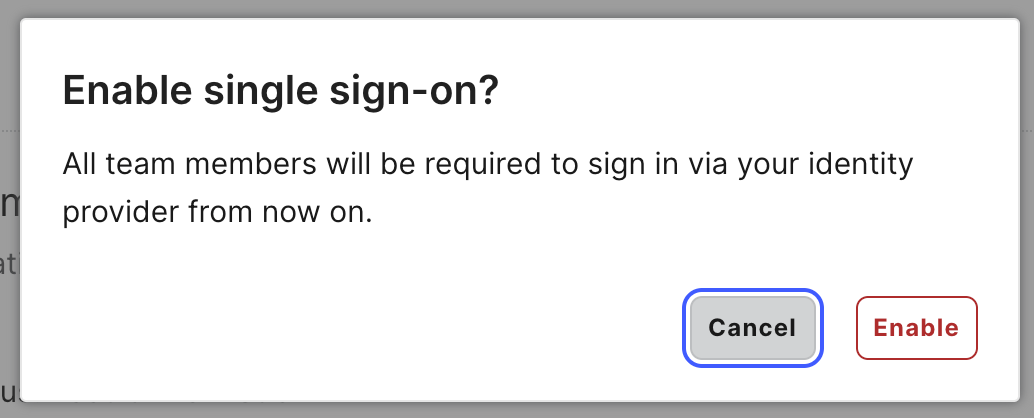 Enable single sign-on?
All team members will be required to sign in via your identity
provider from now on.
Cancel Enable